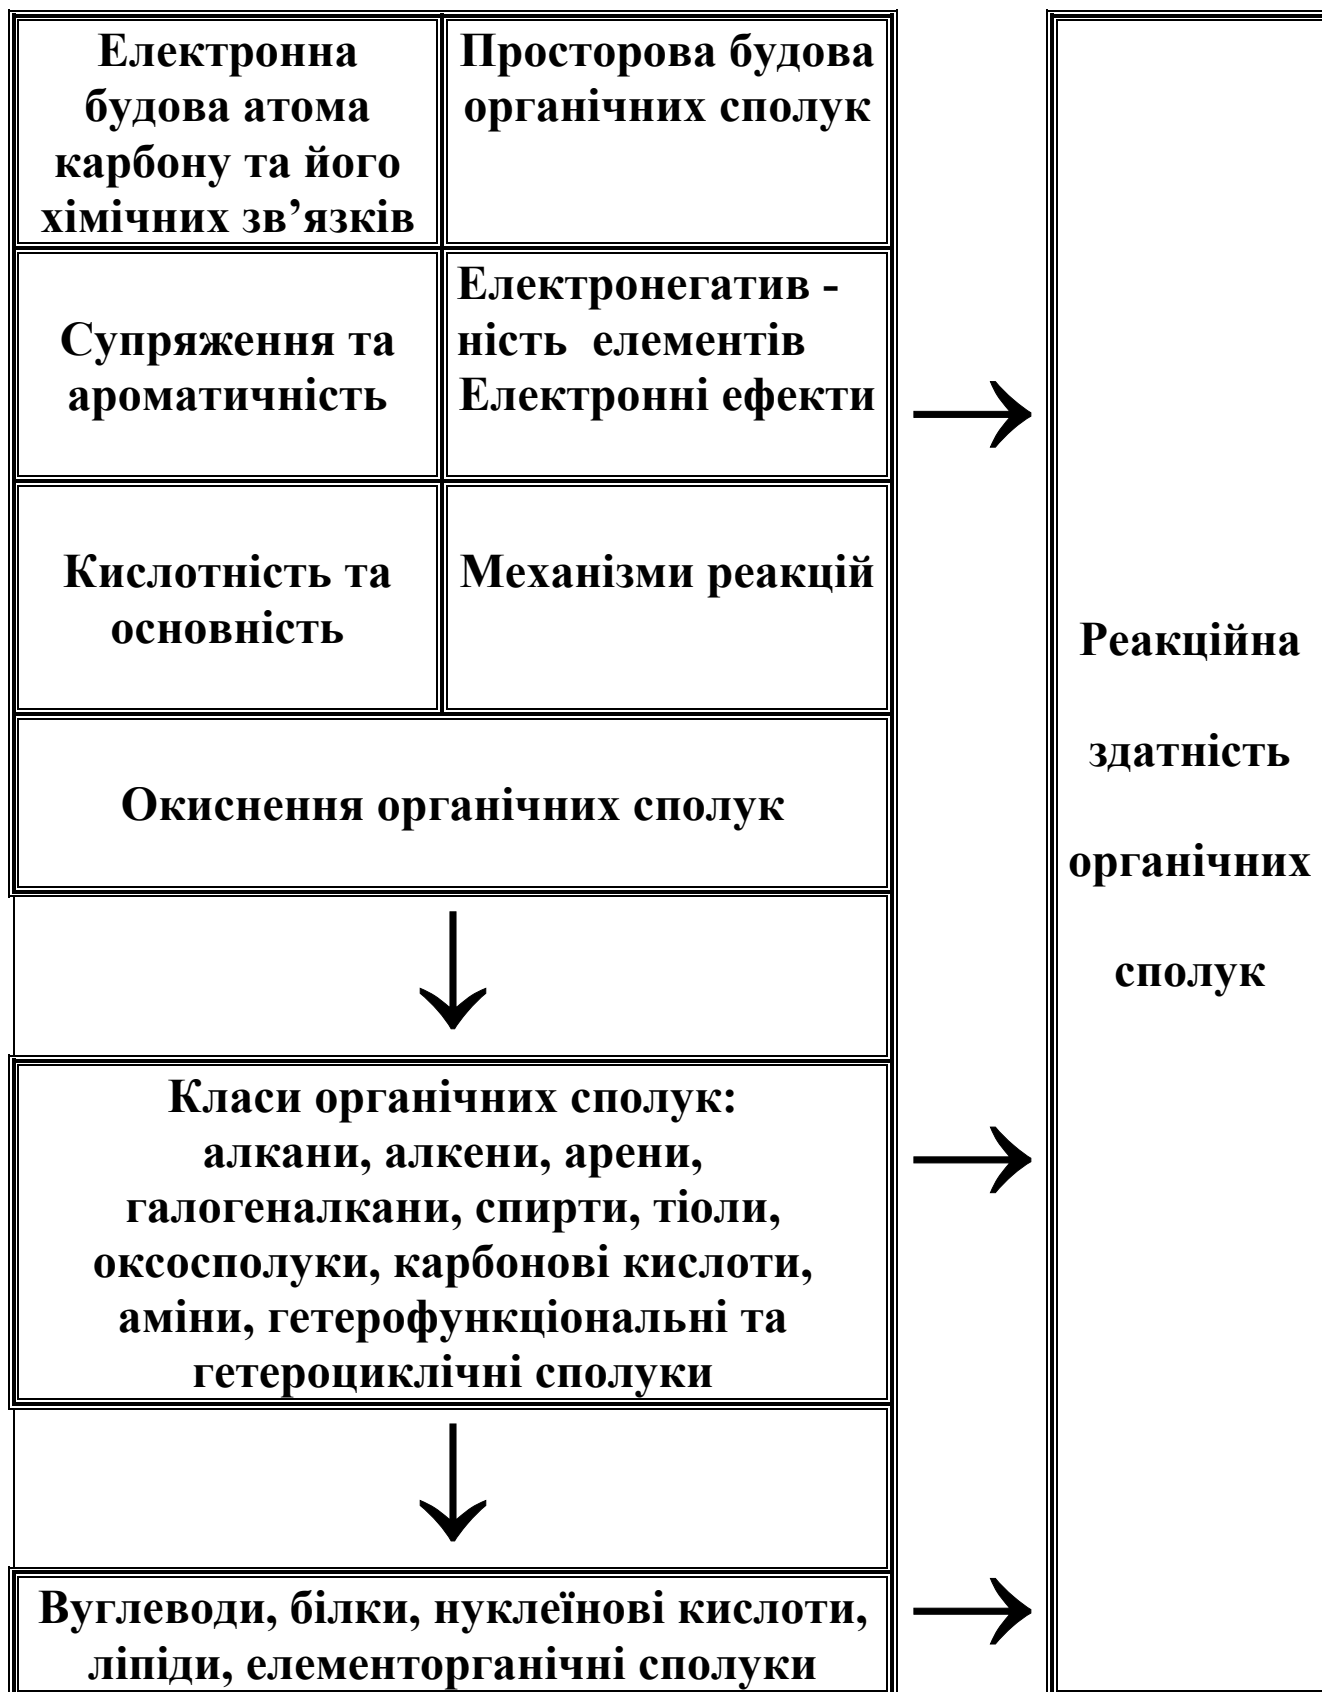 Електронна
будова атома
карбону та його
хімічних зв’язків
Просторова будова
органічних сполук
Супряження та
ароматичність
Електронегатив -
ність елементів
Електронні ефекти
Кислотність та
основність
Механізми реакцій
Окиснення органічних сполук
Класи органічних сполук:
алкани, алкени, арени,
галогеналкани, спирти, тіоли,
оксосполуки, карбонові кислоти,
аміни, гетерофункціональні та
гетероциклічні сполуки
Вуглеводи, білки, нуклеїнові кислоти,
ліпіди, елементорганічні сполуки
Реакційна
здатність
органічних
сполук